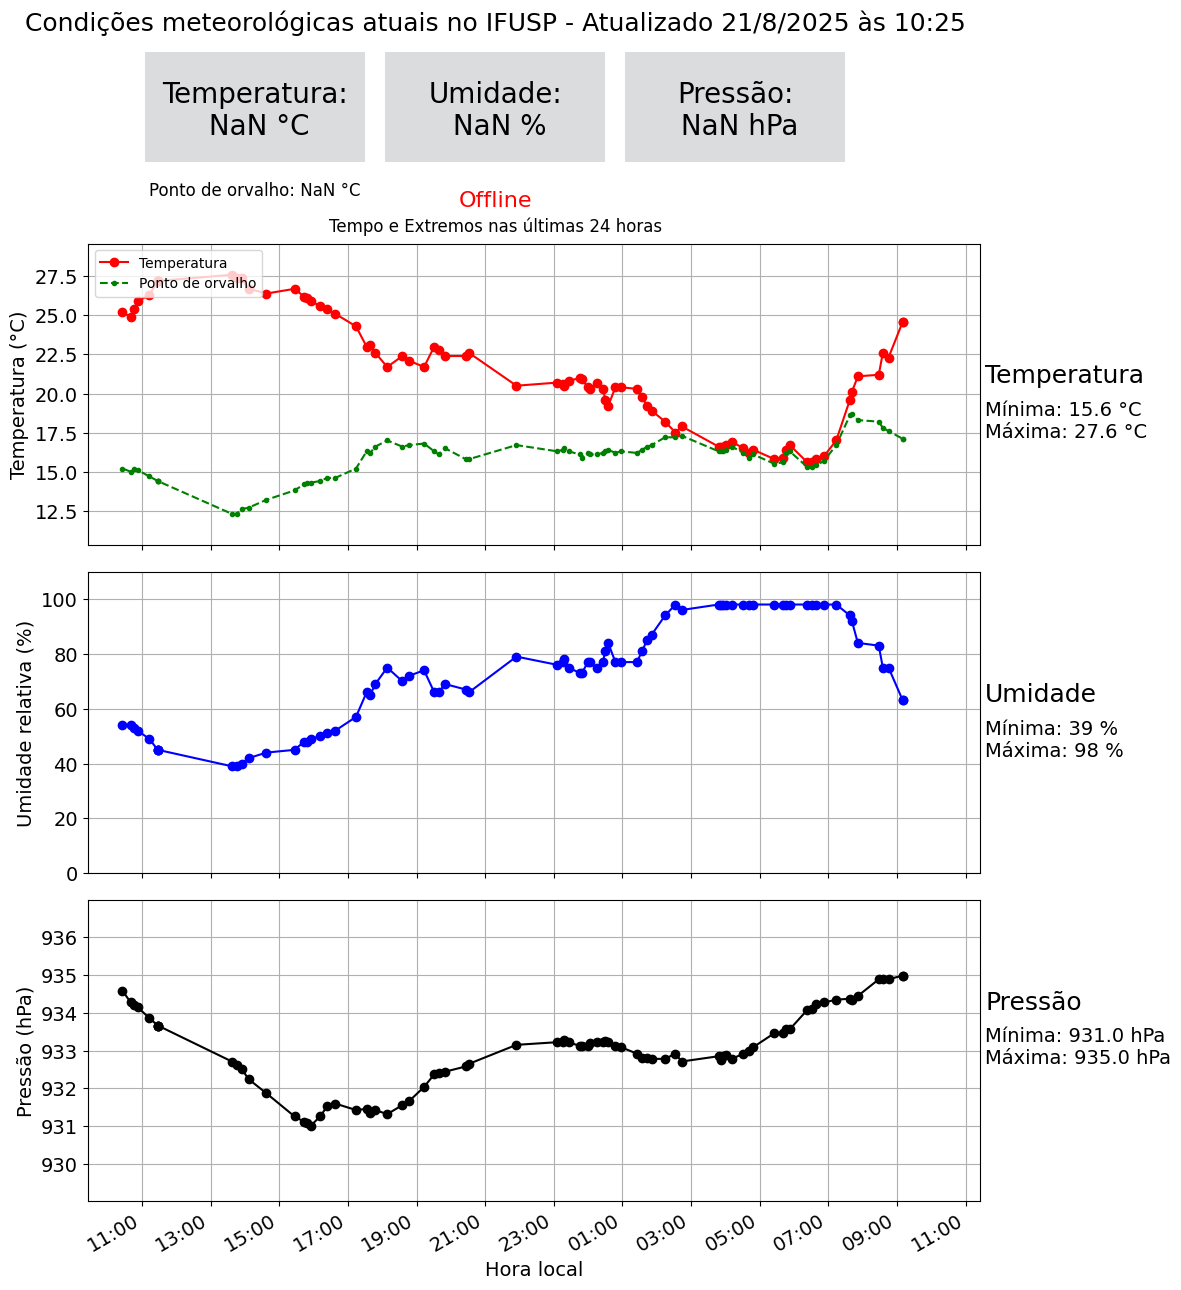 Condições meteorológicas atuais no IFUSP - Atualizado 21/8/2025 às 10:25
Temperatura:
NaN °C
Umidade:
NaN %
Pressão:
NaN hPa
Ponto de orvalho: NaN °C
Offline
Tempo e Extremos nas últimas 24 horas
Temperatura
Ponto de orvalho
Temperatura (°C)
27.5
25.0
22.5
20.0
17.5
15.0
12.5
Temperatura
Mínima: 15.6 °C
Máxima: 27.6 °C
Umidade relativa (%)
100
80
60
40
20
0
Umidade
Mínima: 39 %
Máxima: 98 %
Pressão (hPa)
936
935
934
933
932
931
930
Pressão
Mínima: 931.0 hPa
Máxima: 935.0 hPa
11:00
13:00
15:00
17:00
19:00
21:00
23:00
01:00
03:00
05:00
07:00
09:00
11:00
Hora local